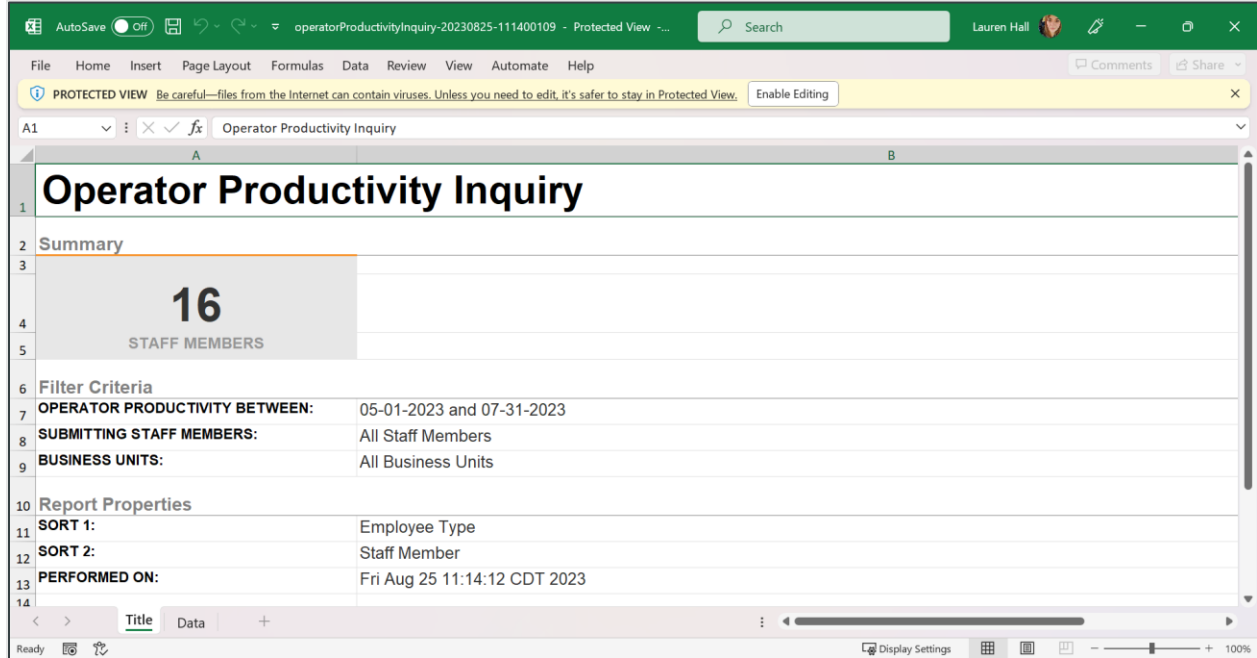 AutoSave Off operatorProductivityInquiry-20230825-111400109 - Protected View -... Search Lauren Hall
File Home Insert Page Layout Formulas Data Review View Automate Help Comments Share
PROTECTED VIEW Be careful—files from the Internet can contain viruses. Unless you need to edit, it's safer to stay in Protected View. Enable Editing
A1 fx Operator Productivity Inquiry
A B
1 Operator Productivity Inquiry
2 Summary
3
4 16
5 STAFF MEMBERS
6 Filter Criteria
7 OPERATOR PRODUCTIVITY BETWEEN: 05-01-2023 and 07-31-2023
8 SUBMITTING STAFF MEMBERS: All Staff Members
9 BUSINESS UNITS: All Business Units
10 Report Properties
11 SORT 1: Employee Type
12 SORT 2: Staff Member
13 PERFORMED ON: Fri Aug 25 11:14:12 CDT 2023
14
Title Data
Ready Display Settings 100%